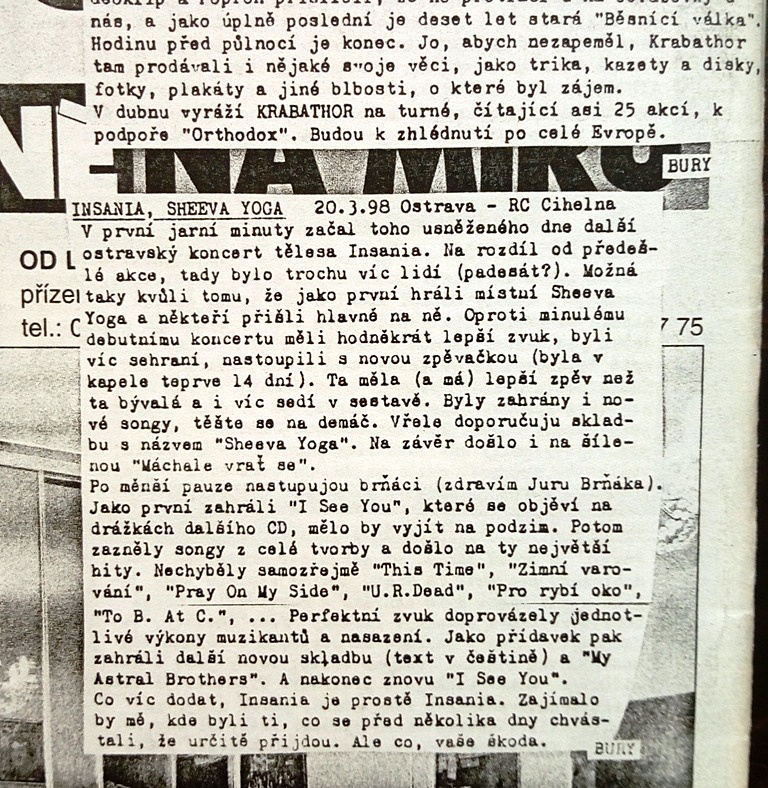 nás, a jako úplně poslední je deset let stará "Běsnící válka".
Hodinu před půlnocí je konec. Jo, abych nezapeměl, Krabathor
tam prodávali i nějaké svoje věci, jako trika, kazety a disky,
fotky, plakáty a jiné blbosti, o které byl zájem.
V dubnu vyráží KRABATHOR na turné, čítající asi 25 akcí, k
podpoře "Orthodox". Budou k zhlédnutí po celé Evropě.
BURY
INSANIA, SHEEVA YOGA 20.3.98 Ostrava - RC Cihelna
V první jarní minuty začal toho usněženého dne další
OD
ostravský koncert tělesa Insania. Na rozdíl od předeš-
lé akce, tady bylo trochu víc lidí (padesát?). Možná
taky kvůli tomu, že jako první hráli místní Sheeva
Yoga a někteří přišli hlavně na ně. Oproti minulému
tel.:
7 75
debutnímu koncertu měli hodněkrát lepší zvuk, byli
víc sehraní, nastoupili s novou zpěvačkou (byla v
kapele teprve 14 dní). Ta měla (a má) lepší zpěv než
ta bývalá a i víc sedí v sestavě. Byly zahrány i no-
vé songy, těšte se na demáč. Vřele doporučuju sklad-
bu s názvem "Sheeva Yoga". Na závěr došlo i na šíle-
nou "Máchale vrať se".
Po menší pauze nastupujou brňáci (zdravím Juru Brňáka).
Jako první zahráli "I See You", které se objeví na
drážkách dalšího CD, mělo by vyjít na podzim. Potom
zazněly songy z celé tvorby a došlo na ty největší
hity. Nechyběly samozřejmě "This Time", "Zimní varo-
vání", "Pray On My Side", "U.R.Dead", "Pro rybí oko",
"To B. At C.", ... Perfektní zvuk doprovázely jednot-
livé výkony muzikantů a nasazení. Jako přídavek pak
zahráli další novou skladbu (text v češtině) a "My
Astral Brothers". A nakonec znovu "I See You".
Co víc dodat, Insania je prostě Insania. Zajímalo
by mě, kde byli ti, co se před několika dny chvás-
tali, že určitě přijdou. Ale co, vaše škoda.
BURY